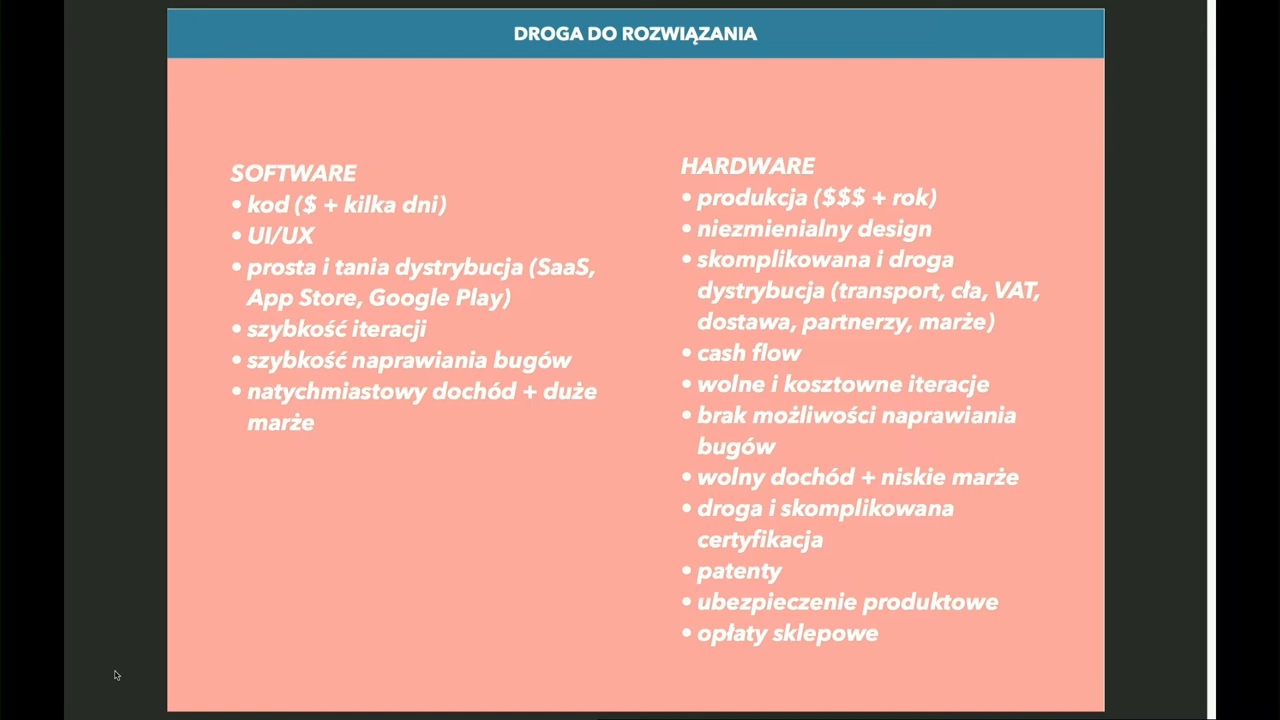 DROGA DO ROZWIĄZANIA
SOFTWARE
• kod ($ + kilka dni)
• UI/UX
• prosta i tania dystrybucja (SaaS,
App Store, Google Play)
• szybkość iteracji
• szybkość naprawiania bugów
• natychmiastowy dochód + duże
marże
HARDWARE
• produkcja ($$$ + rok)
• niezmienialny design
• skomplikowana i droga
dystrybucja (transport, cła, VAT,
dostawa, partnerzy, marże)
• cash flow
• wolne i kosztowne iteracje
• brak możliwości naprawiania
bugów
• wolny dochód + niskie marże
• droga i skomplikowana
certyfikacja
• patenty
• ubezpieczenie produktowe
• opłaty sklepowe